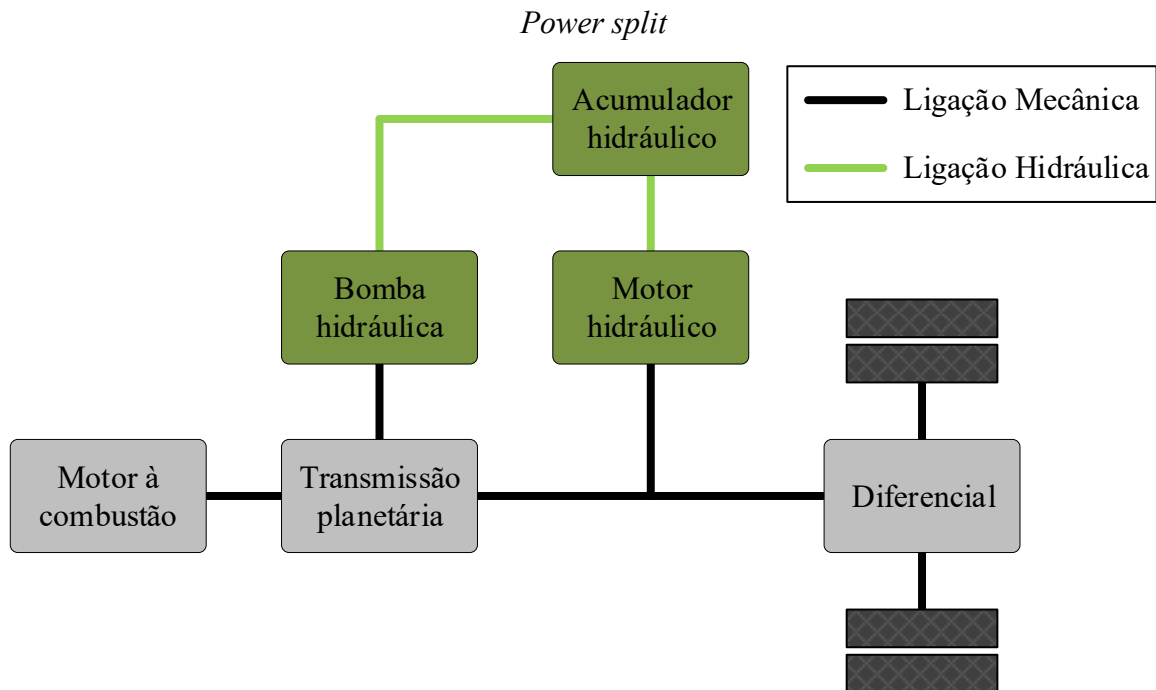 Power split
Acumulador
hidráulico
Ligação Mecânica
Ligação Hidráulica
Bomba
hidráulica
Motor
hidráulico
Motor à
combustão
Transmissão
planetária
Diferencial